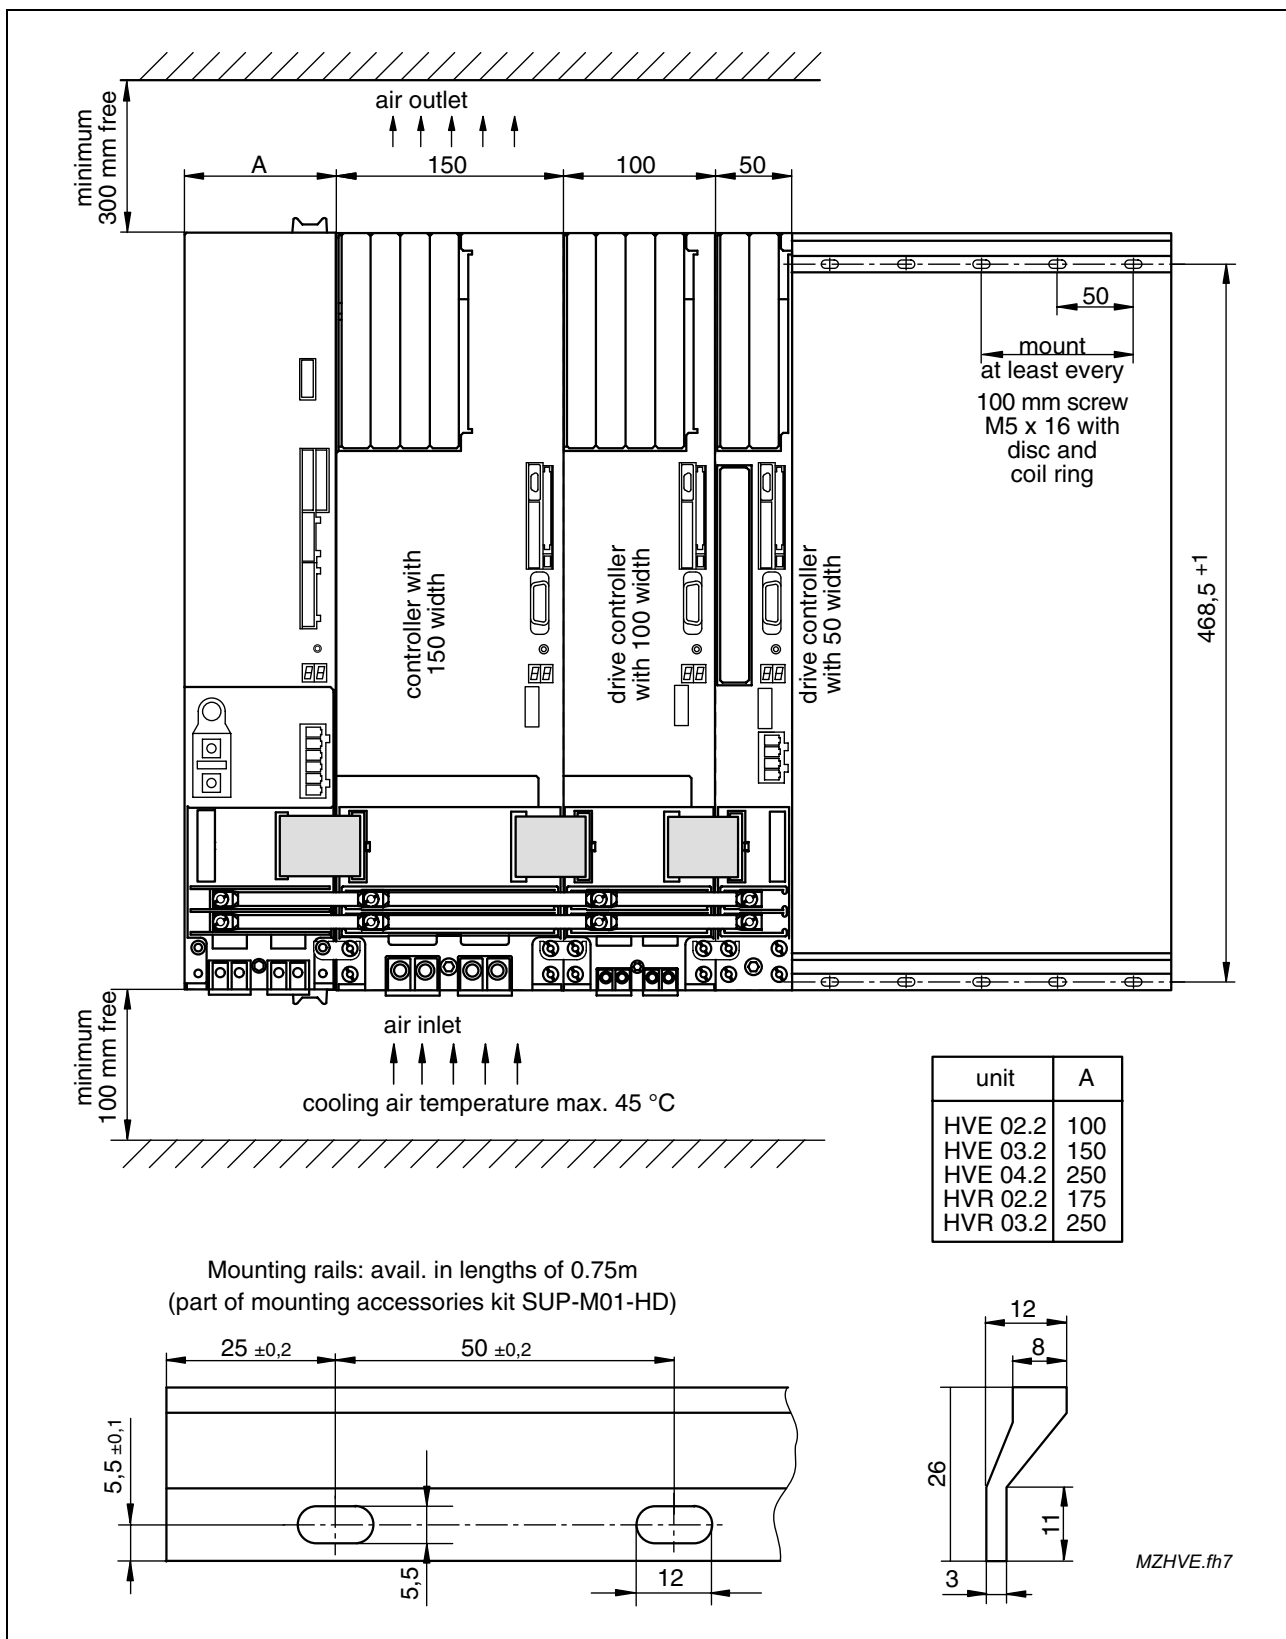 air outlet
minimum
300 mm free
A
150
100
50
50
mount
at least every
100 mm screw
M5 x 16 with
disc and
coil ring
controller with
150 width
drive controller
with 100 width
drive controller
with 50 width
468,5 +1
minimum
100 mm free
air inlet
cooling air temperature max. 45 °C
unit A
HVE 02.2 100
HVE 03.2 150
HVE 04.2 250
HVR 02.2 175
HVR 03.2 250
Mounting rails: avail. in lengths of 0.75m
(part of mounting accessories kit SUP-M01-HD)
25 ±0,2
50 ±0,2
5,5 ±0,1
5,5
12
12
8
26
11
3
MZHVE.fh7